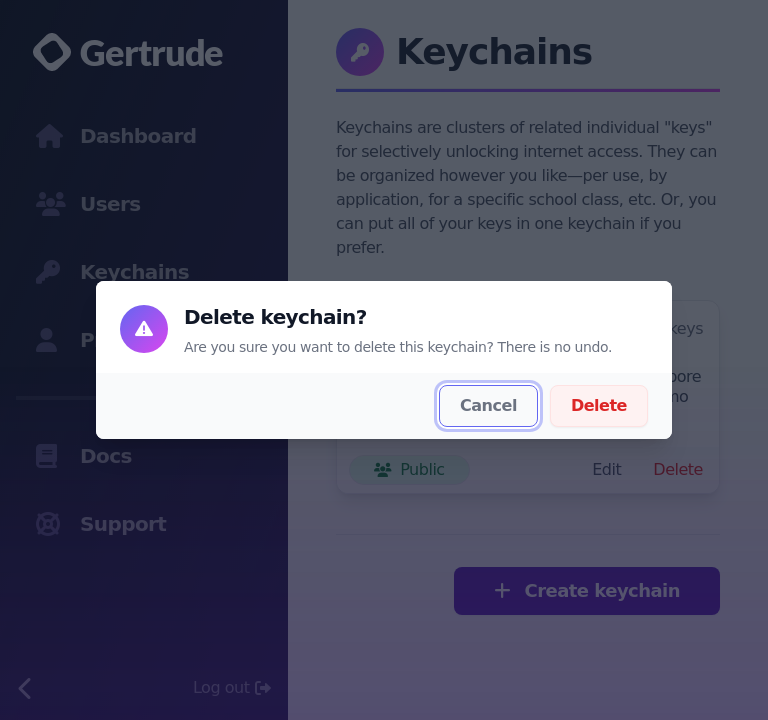 Gertrude
Dashboard
Users
Keychains
Docs
Support
Log out
Keychains
Keychains are clusters of related individual "keys"
for selectively unlocking internet access. They can
be organized however you like—per use, by
application, for a specific school class, etc. Or, you
can put all of your keys in one keychain if you
prefer.
keys
Delete keychain?
Are you sure you want to delete this keychain? There is no undo.
Cancel
Delete
Public
Edit
Delete
Create keychain